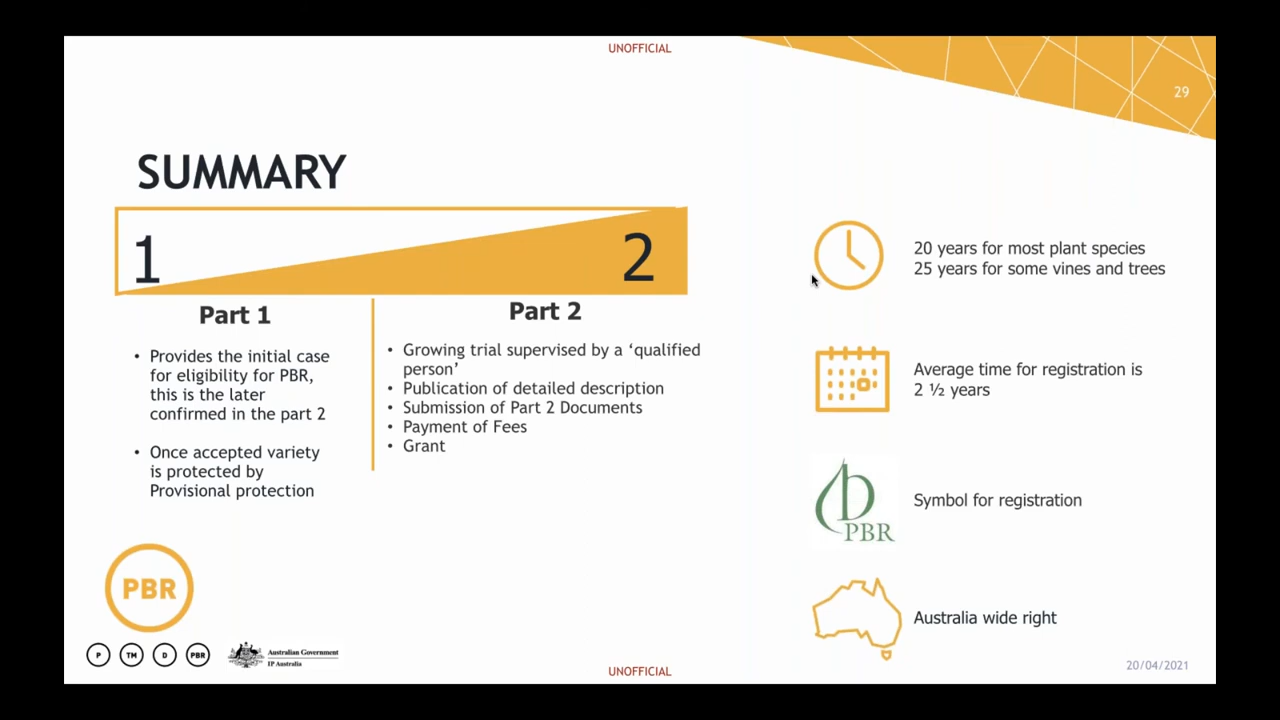 UNOFFICIAL
29
SUMMARY
1
2
Part 1
• Provides the initial case
for eligibility for PBR,
this is the later
confirmed in the part 2
• Once accepted variety
is protected by
Provisional protection
Part 2
• Growing trial supervised by a ‘qualified
person’
• Publication of detailed description
• Submission of Part 2 Documents
• Payment of Fees
• Grant
20 years for most plant species
25 years for some vines and trees
Average time for registration is
2 ½ years
PBR
Symbol for registration
Australia wide right
PBR
P
TM
D
PBR
Australian Government
IP Australia
UNOFFICIAL
20/04/2021